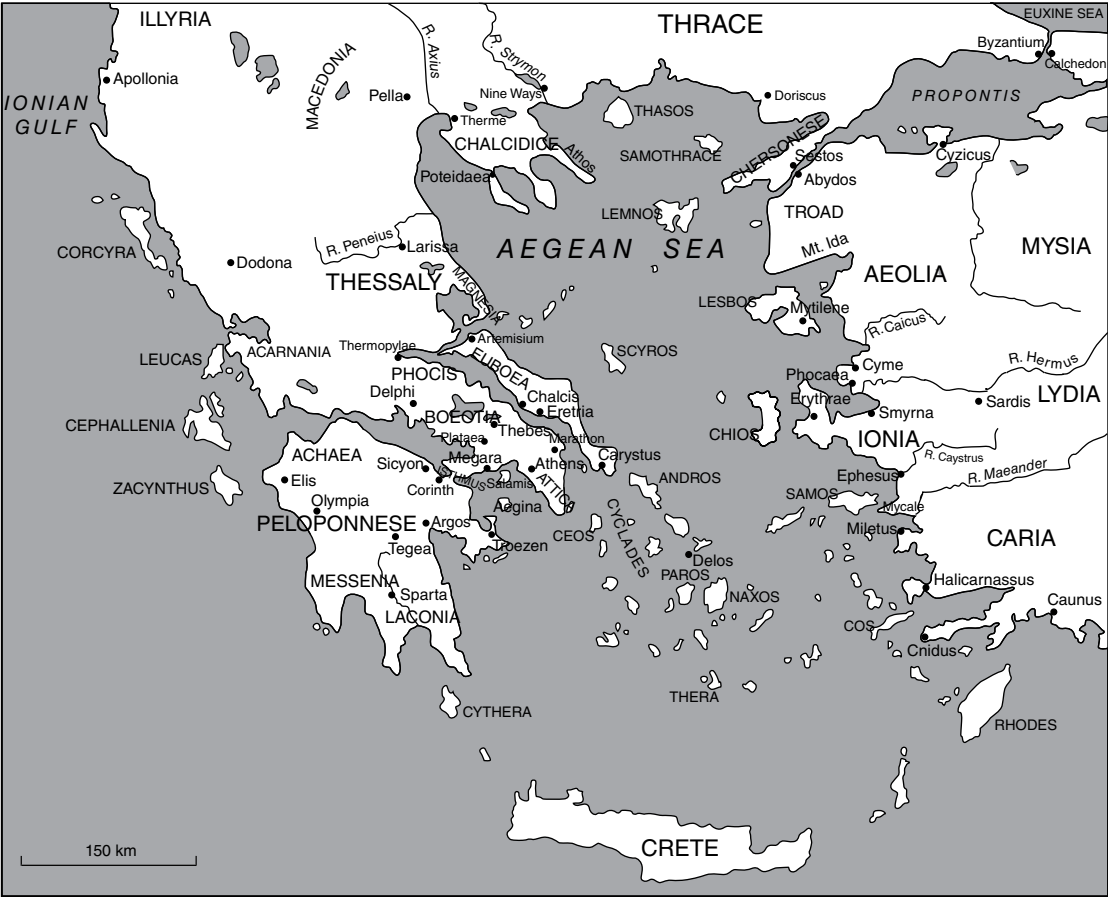 ILLYRIA
THRACE
EUXINE SEA
Byzantium
Calchedon
R. Axius
R. Strymon
MACEDONIA
Apollonia
IONIAN
GULF
Pella
Nine Ways
Doriscus
PROPONTIS
THASOS
Therme
CHALCIDICE
Athos
SAMOTHRACE
CHERSONESE
Sestos
Cyzicus
Poteidaea
Abydos
LEMNOS
TROAD
R. Peneius
Larissa
AEGEAN SEA
Mt. Ida
MYSIA
CORCYRA
Dodona
THESSALY
MAGNESIA
AEOLIA
LESBOS
Mytilene
R. Caicus
Artemisium
Thermopylae
ACARNANIA
LEUCAS
EUBOEA
SCYROS
R. Hermus
Cyme
PHOCIS
Phocaea
Delphi
Chalcis
Erythrae
LYDIA
Sardis
Eretria
BOEOTIA
Smyrna
CEPHALLENIA
Thebes
CHIOS
Plataea
Marathon
IONIA
ACHAEA
Megara
Carystus
R. Caystrus
Sicyon
Athens
R. Maeander
Elis
ISTHMUS
Salamis
ATTICA
ANDROS
Ephesus
ZACYNTHUS
Corinth
SAMOS
Olympia
Aegina
Mycale
PELOPONNESE
Argos
CEOS
CYCLADES
Miletus
CARIA
Tegea
Troezen
Delos
PAROS
MESSENIA
Sparta
NAXOS
Halicarnassus
Caunus
LACONIA
COS
Cnidus
THERA
CYTHERA
RHODES
150 km
CRETE